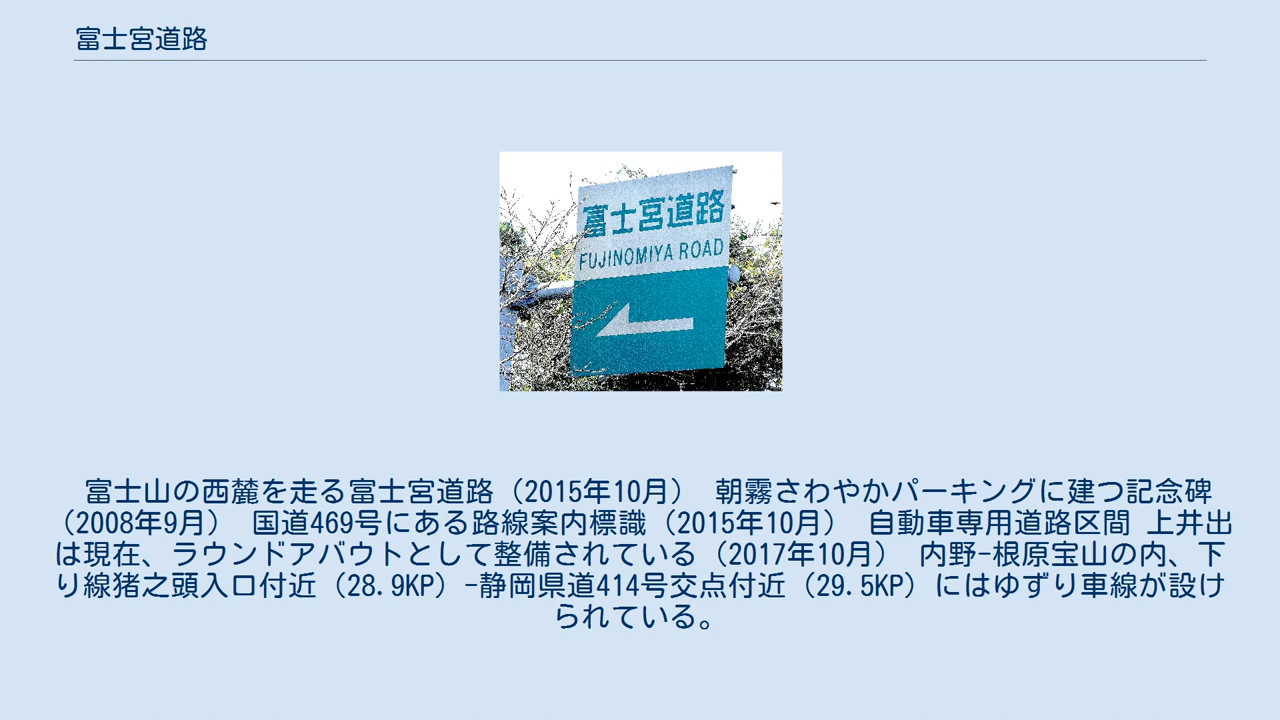 富士宮道路
富士宮道路
FUJINOMIYA ROAD
富士山の西麓を走る富士宮道路（2015年10月） 朝霧さわやかパーキングに建つ記念碑
（2008年9月） 国道469号にある路線案内標識（2015年10月） 自動車専用道路区間 上井出
は現在、ラウンドアバウトとして整備されている（2017年10月） 内野-根原宝山の内、下
り線猪之頭入口付近（28.9KP）-静岡県道414号交点付近（29.5KP）にはゆずり車線が設け
られている。